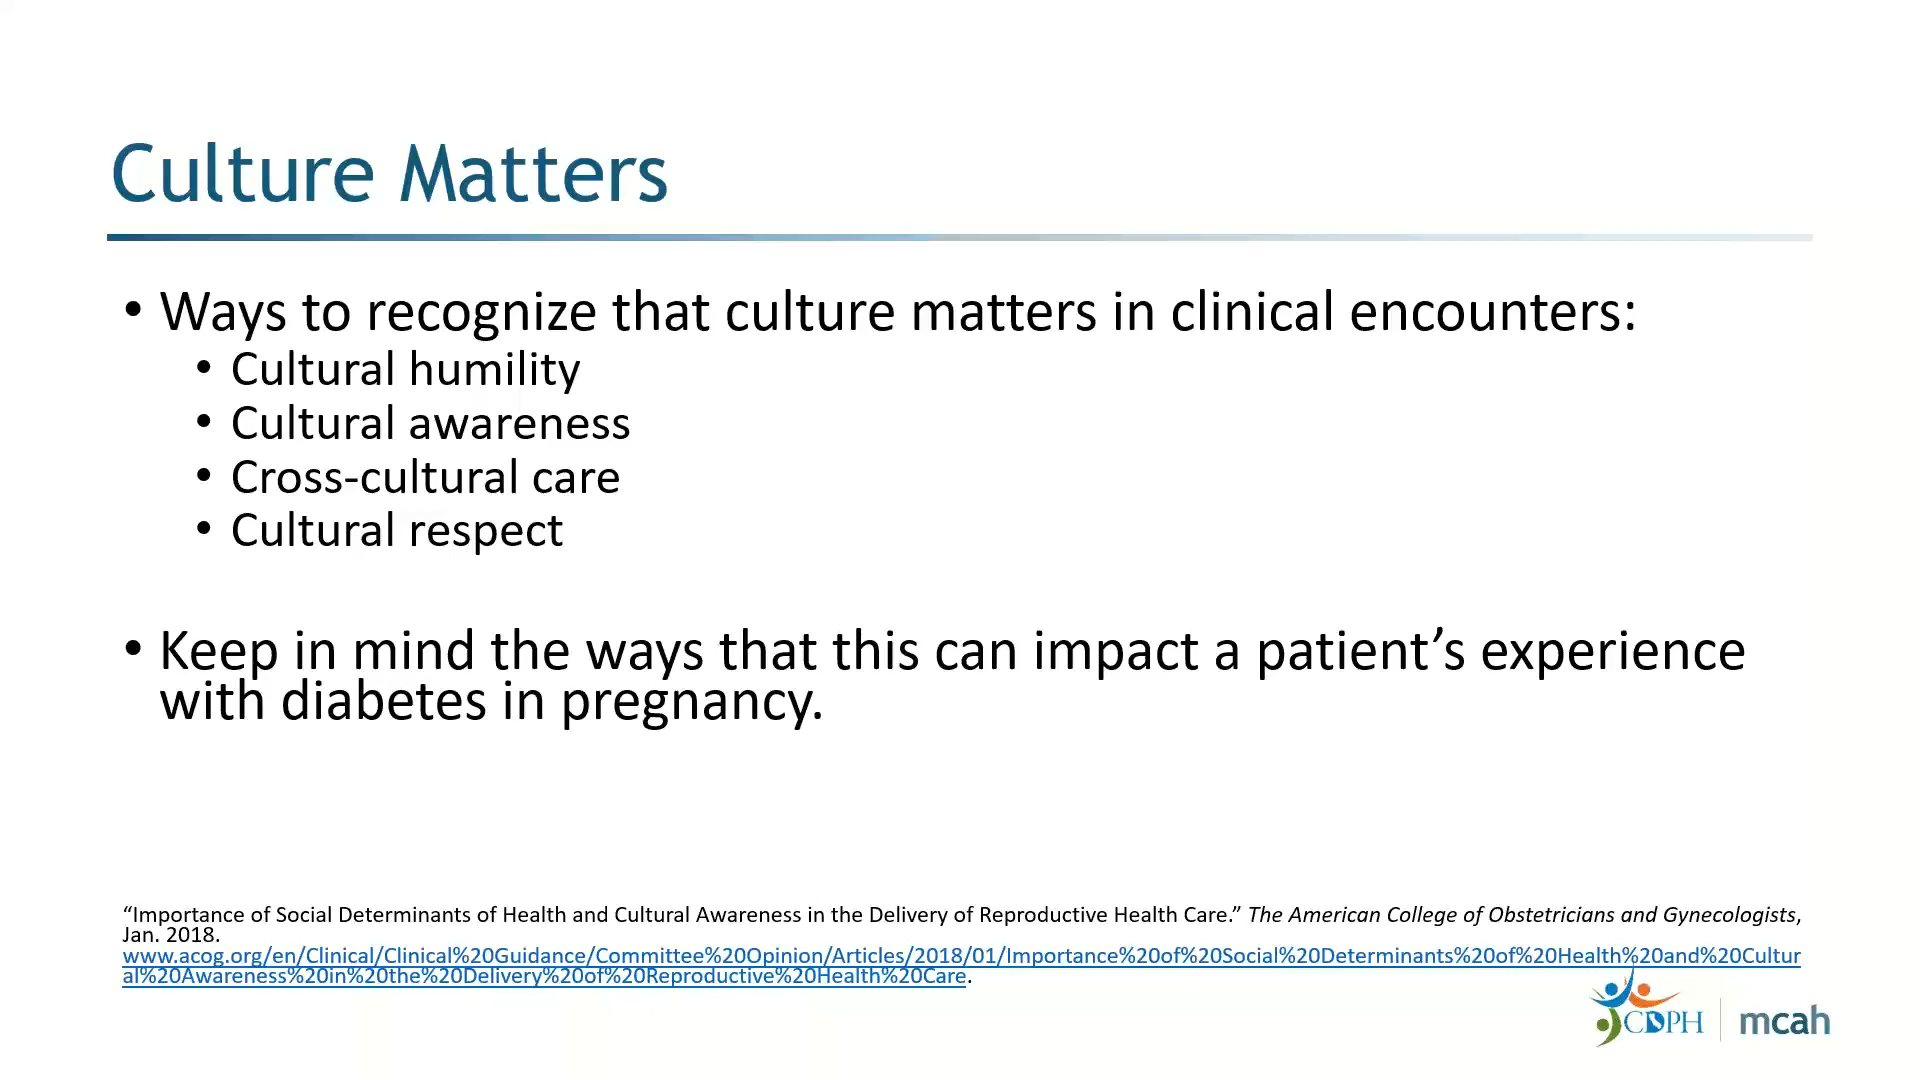 Culture Matters
• Ways to recognize that culture matters in clinical encounters:
• Cultural humility
• Cultural awareness
• Cross-cultural care
• Cultural respect
• Keep in mind the ways that this can impact a patient’s experience
with diabetes in pregnancy.
“Importance of Social Determinants of Health and Cultural Awareness in the Delivery of Reproductive Health Care.” The American College of Obstetricians and Gynecologists,
Jan. 2018.
www.acog.org/en/Clinical/Clinical%20Guidance/Committee%20Opinion/Articles/2018/01/Importance%20of%20Social%20Determinants%20of%20Health%20and%20Cultur
al%20Awareness%20in%20the%20Delivery%20of%20Reproductive%20Health%20Care.
CDPH | mcah